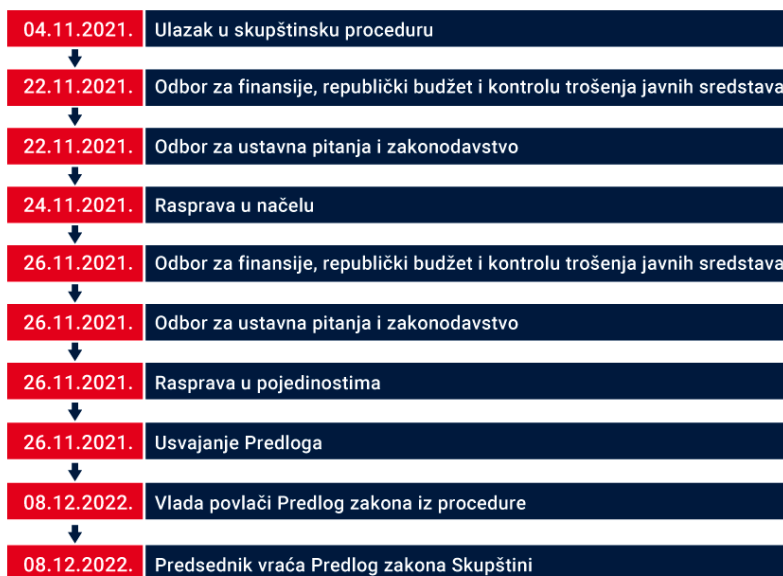 04.11.2021. Ulazak u skupštinsku proceduru
22.11.2021. Odbor za finansije, republički budžet i kontrolu trošenja javnih sredstava
22.11.2021. Odbor za ustavna pitanja i zakonodavstvo
24.11.2021. Rasprava u načelu
26.11.2021. Odbor za finansije, republički budžet i kontrolu trošenja javnih sredstava
26.11.2021. Odbor za ustavna pitanja i zakonodavstvo
26.11.2021. Rasprava u pojedinostima
26.11.2021. Usvajanje Predloga
08.12.2022. Vlada povlači Predlog zakona iz procedure
08.12.2022. Predsednik vraća Predlog zakona Skupštini